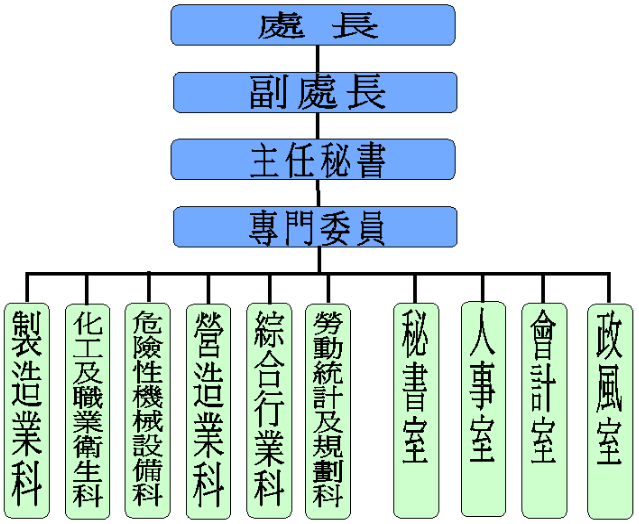 處長
副處長
主任秘書
專門委員
製造業科
化工及職業衛生科
危險性機械設備科
營造業科
綜合行業科
勞動統計及規劃科
秘書室
人事室
會計室
政風室